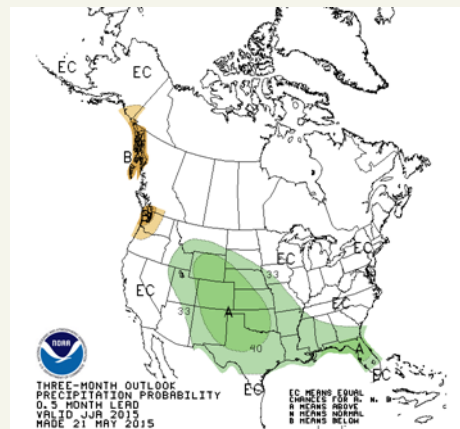 EC
EC
B
B
EC
EC
33
EC
33
EC
A
40
A
EC
EC
NOAA
THREE-MONTH OUTLOOK
PRECIPITATION PROBABILITY
0.5 MONTH LEAD
VALID JJA 2015
MADE 21 MAY 2015
EC MEANS EQUAL
CHANCES FOR A, N, B
A MEANS ABOVE
N MEANS NORMAL
B MEANS BELOW